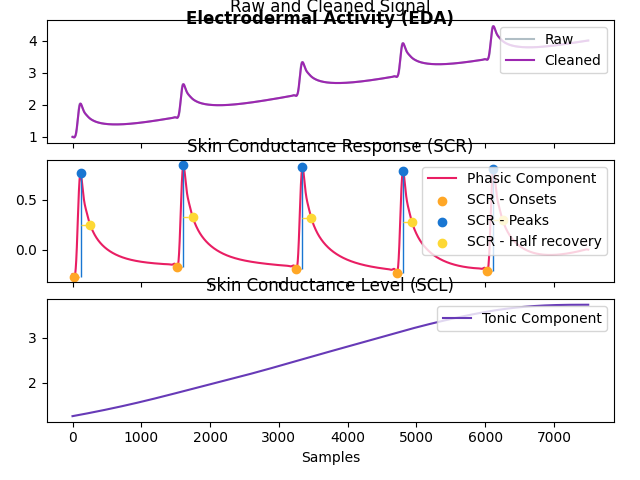 Raw and Cleaned Signal
Electrodermal Activity (EDA)
Raw
Cleaned
4
3
2
1
Skin Conductance Response (SCR)
Phasic Component
SCR - Onsets
SCR - Peaks
SCR - Half recovery
0.5
0.0
Skin Conductance Level (SCL)
Tonic Component
3
2
0 1000 2000 3000 4000 5000 6000 7000
Samples